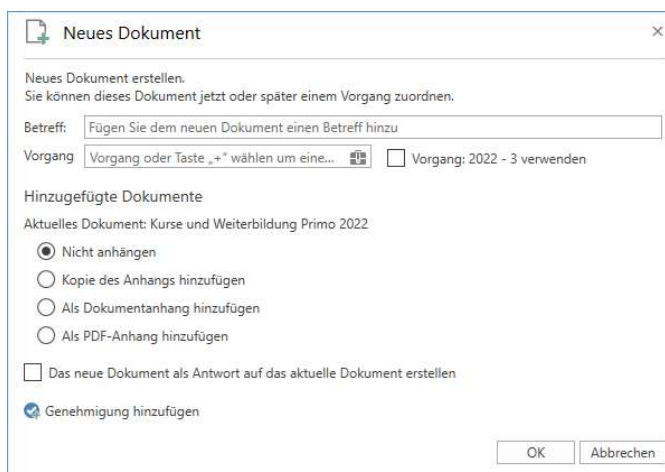 Neues Dokument
Neues Dokument erstellen.
Sie können dieses Dokument jetzt oder später einem Vorgang zuordnen.
Betreff: Fügen Sie dem neuen Dokument einen Betreff hinzu
Vorgang Vorgang oder Taste „+“ wählen um eine... Vorgang: 2022 - 3 verwenden
Hinzugefügte Dokumente
Aktuelles Dokument: Kurse und Weiterbildung Primo 2022
Nicht anhängen
Kopie des Anhangs hinzufügen
Als Dokumentanhang hinzufügen
Als PDF-Anhang hinzufügen
Das neue Dokument als Antwort auf das aktuelle Dokument erstellen
Genehmigung hinzufügen
OK Abbrechen